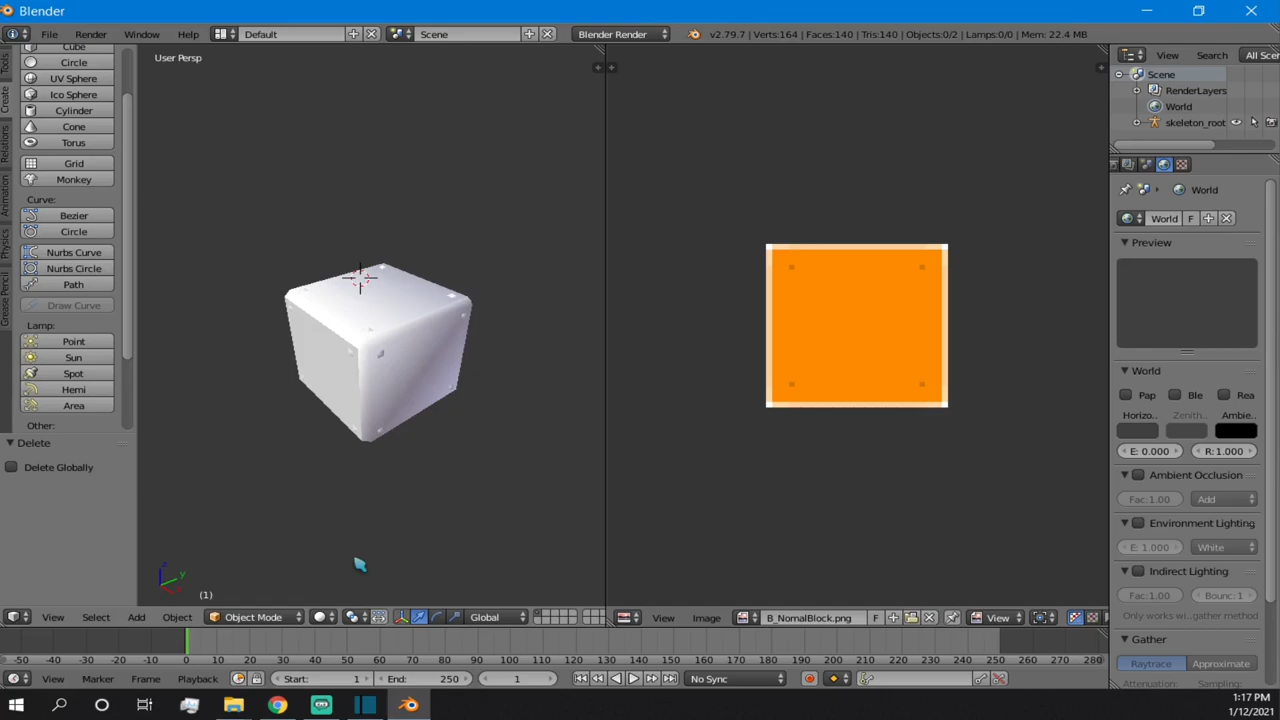 Blender
File Render Window Help Default Scene Blender Render v2.79.7 | Verts:164 | Faces:140 | Tris:140 | Objects:0/2 | Lamps:0/0 | Mem: 22.4 MB
Tools
Create
Relations
Animation
Physics
Grease Pencil
Cube
Circle
UV Sphere
Ico Sphere
Cylinder
Cone
Torus
Grid
Monkey
Curve:
Bezier
Circle
Nurbs Curve
Nurbs Circle
Path
Draw Curve
Lamp:
Point
Sun
Spot
Hemi
Area
Other:
Delete
Delete Globally
User Persp
z
y
x
(1)
View Select Add Object Object Mode Global
View Image B_NomalBlock.png F View
View Search All Scen
Scene
RenderLayers
World
skeleton_root
World
World F
Preview
World
Pap Ble Rea
Horizo.. Zenith.. Ambie..
E: 0.000 R: 1.000
Ambient Occlusion
Fac:1.00 Add
Environment Lighting
E: 1.000 White
Indirect Lighting
Fac:1.00 Bounc: 1
Only works wi...gather method
Gather
Raytrace Approximate
Attenuation: Sampling:
-50 -40 -30 -20 -10 0 10 20 30 40 50 60 70 80 90 100 110 120 130 140 150 160 170 180 190 200 210 220 230 240 250 260 270 280
View Marker Frame Playback Start: 1 End: 250 1 No Sync
1:17 PM
1/12/2021